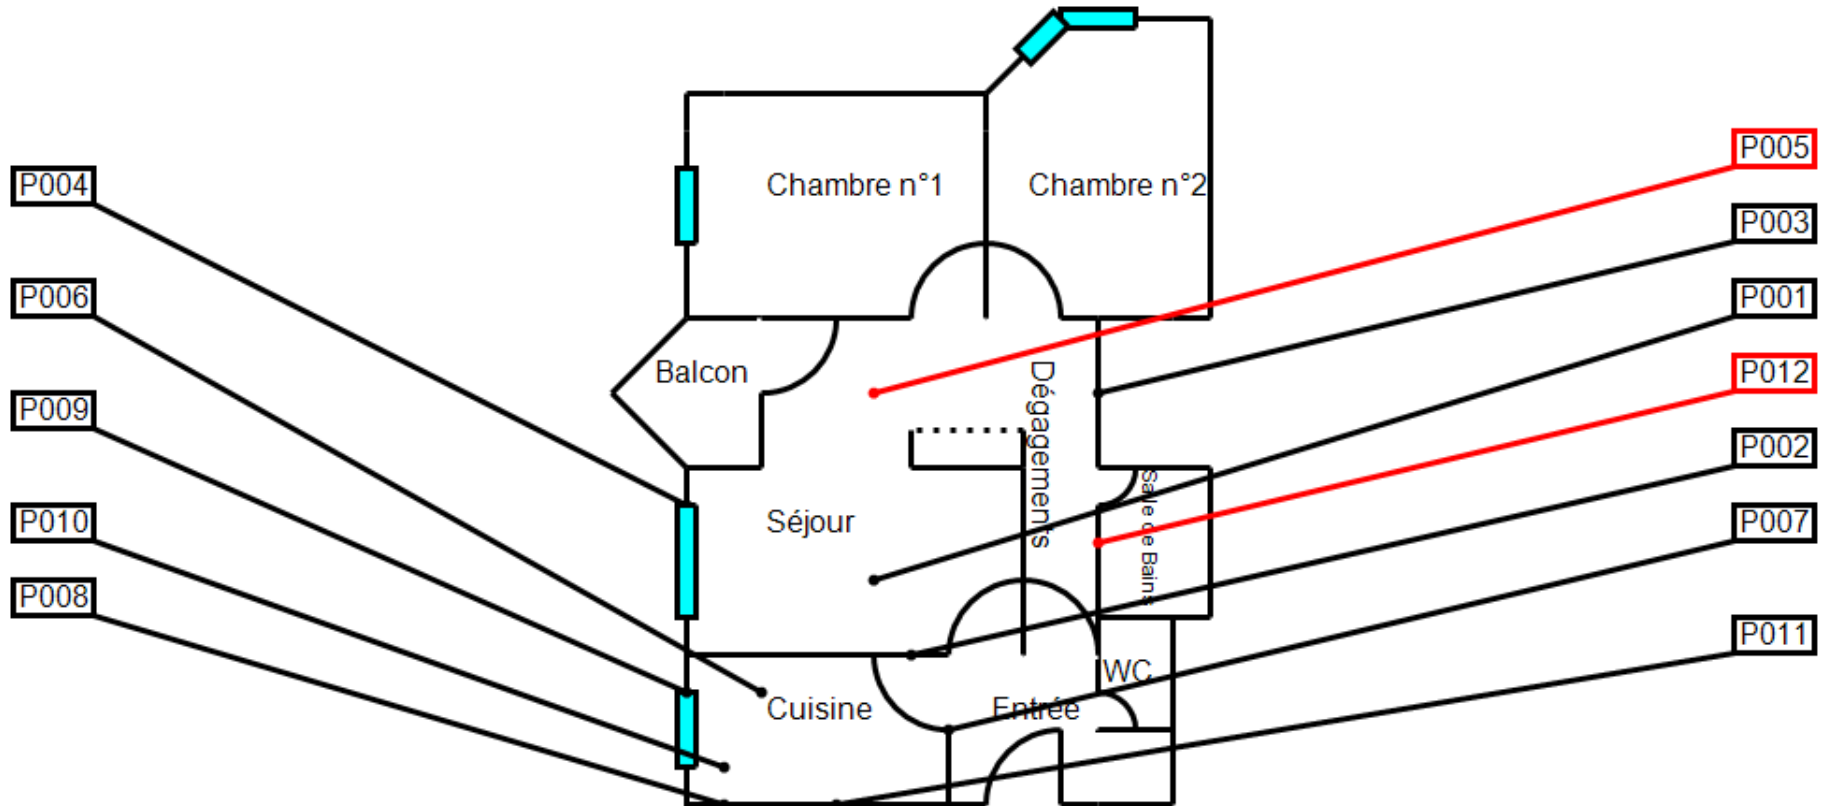 P005
P004
Chambre n°1
Chambre n°2
P003
P006
P001
Balcon
Dégagements
P012
P009
P002
Séjour
Salle de Bains
P010
P007
P008
P011
WC
Cuisine
Entrée